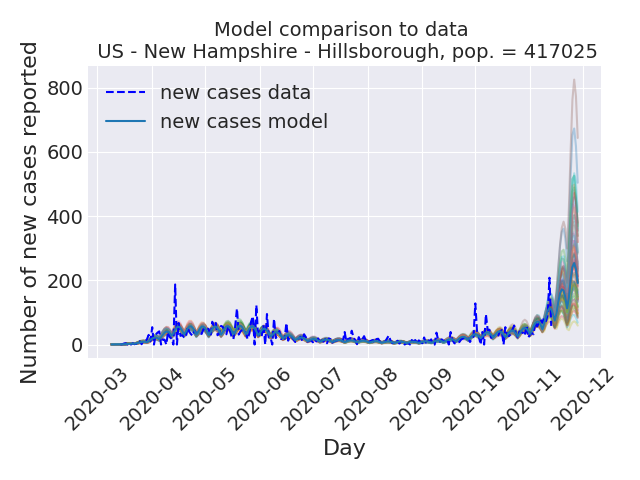 Model comparison to data
US - New Hampshire - Hillsborough, pop. = 417025
Number of new cases reported
800
600
400
200
0
new cases data
new cases model
2020-03
2020-04
2020-05
2020-06
2020-07
2020-08
2020-09
2020-10
2020-11
2020-12
Day